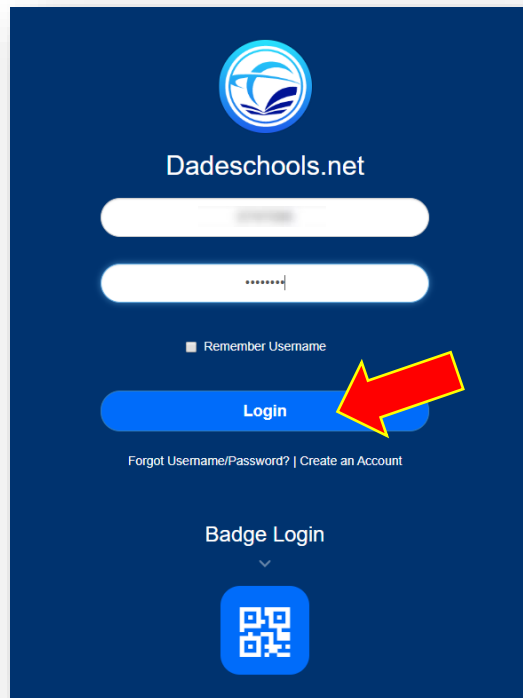 Dadeschools.net
••••••••
Remember Username
Login
Forgot Username/Password? | Create an Account
Badge Login